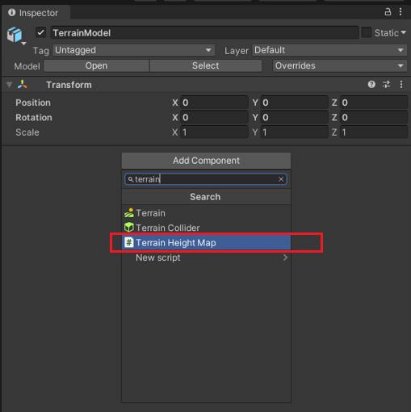 Inspector
TerrainModel
Static
Tag Untagged Layer Default
Model Open Select Overrides
Transform
Position X 0 Y 0 Z 0
Rotation X 0 Y 0 Z 0
Scale X 1 Y 1 Z 1
Add Component
terrain
Search
Terrain
Terrain Collider
# Terrain Height Map
New script